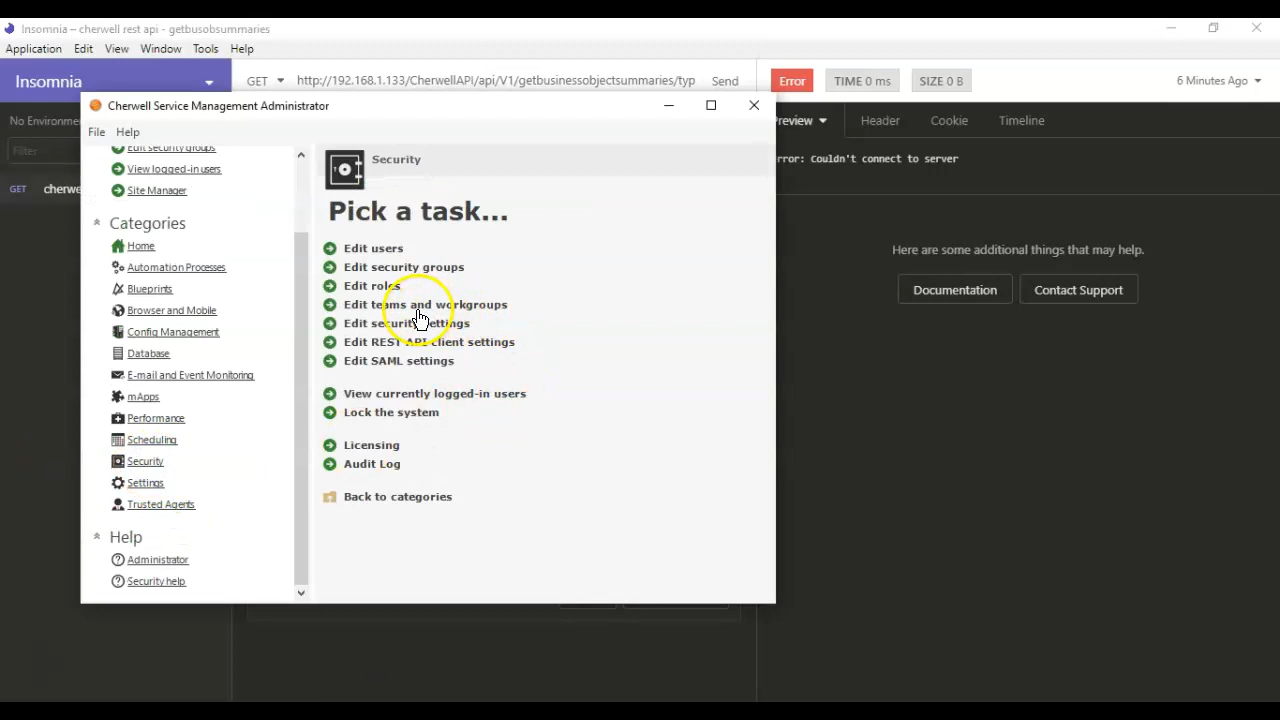 Insomnia – cherwell rest api - getbusobsummaries
Application Edit View Window Tools Help
Insomnia
GET http://192.168.1.133/CherwellAPI/api/V1/getbusinessobjectsummaries/typ Send
Error TIME 0 ms SIZE 0 B 6 Minutes Ago
No Environme
Filter
GET cherwe
Preview Header Cookie Timeline
rror: Couldn't connect to server
Here are some additional things that may help.
Documentation Contact Support
Cherwell Service Management Administrator
File Help
Edit security groups
View logged-in users
Site Manager
Categories
Home
Automation Processes
Blueprints
Browser and Mobile
Config Management
Database
E-mail and Event Monitoring
mApps
Performance
Scheduling
Security
Settings
Trusted Agents
Help
Administrator
Security help
Security
Pick a task...
Edit users
Edit security groups
Edit roles
Edit teams and workgroups
Edit security settings
Edit REST API client settings
Edit SAML settings
View currently logged-in users
Lock the system
Licensing
Audit Log
Back to categories